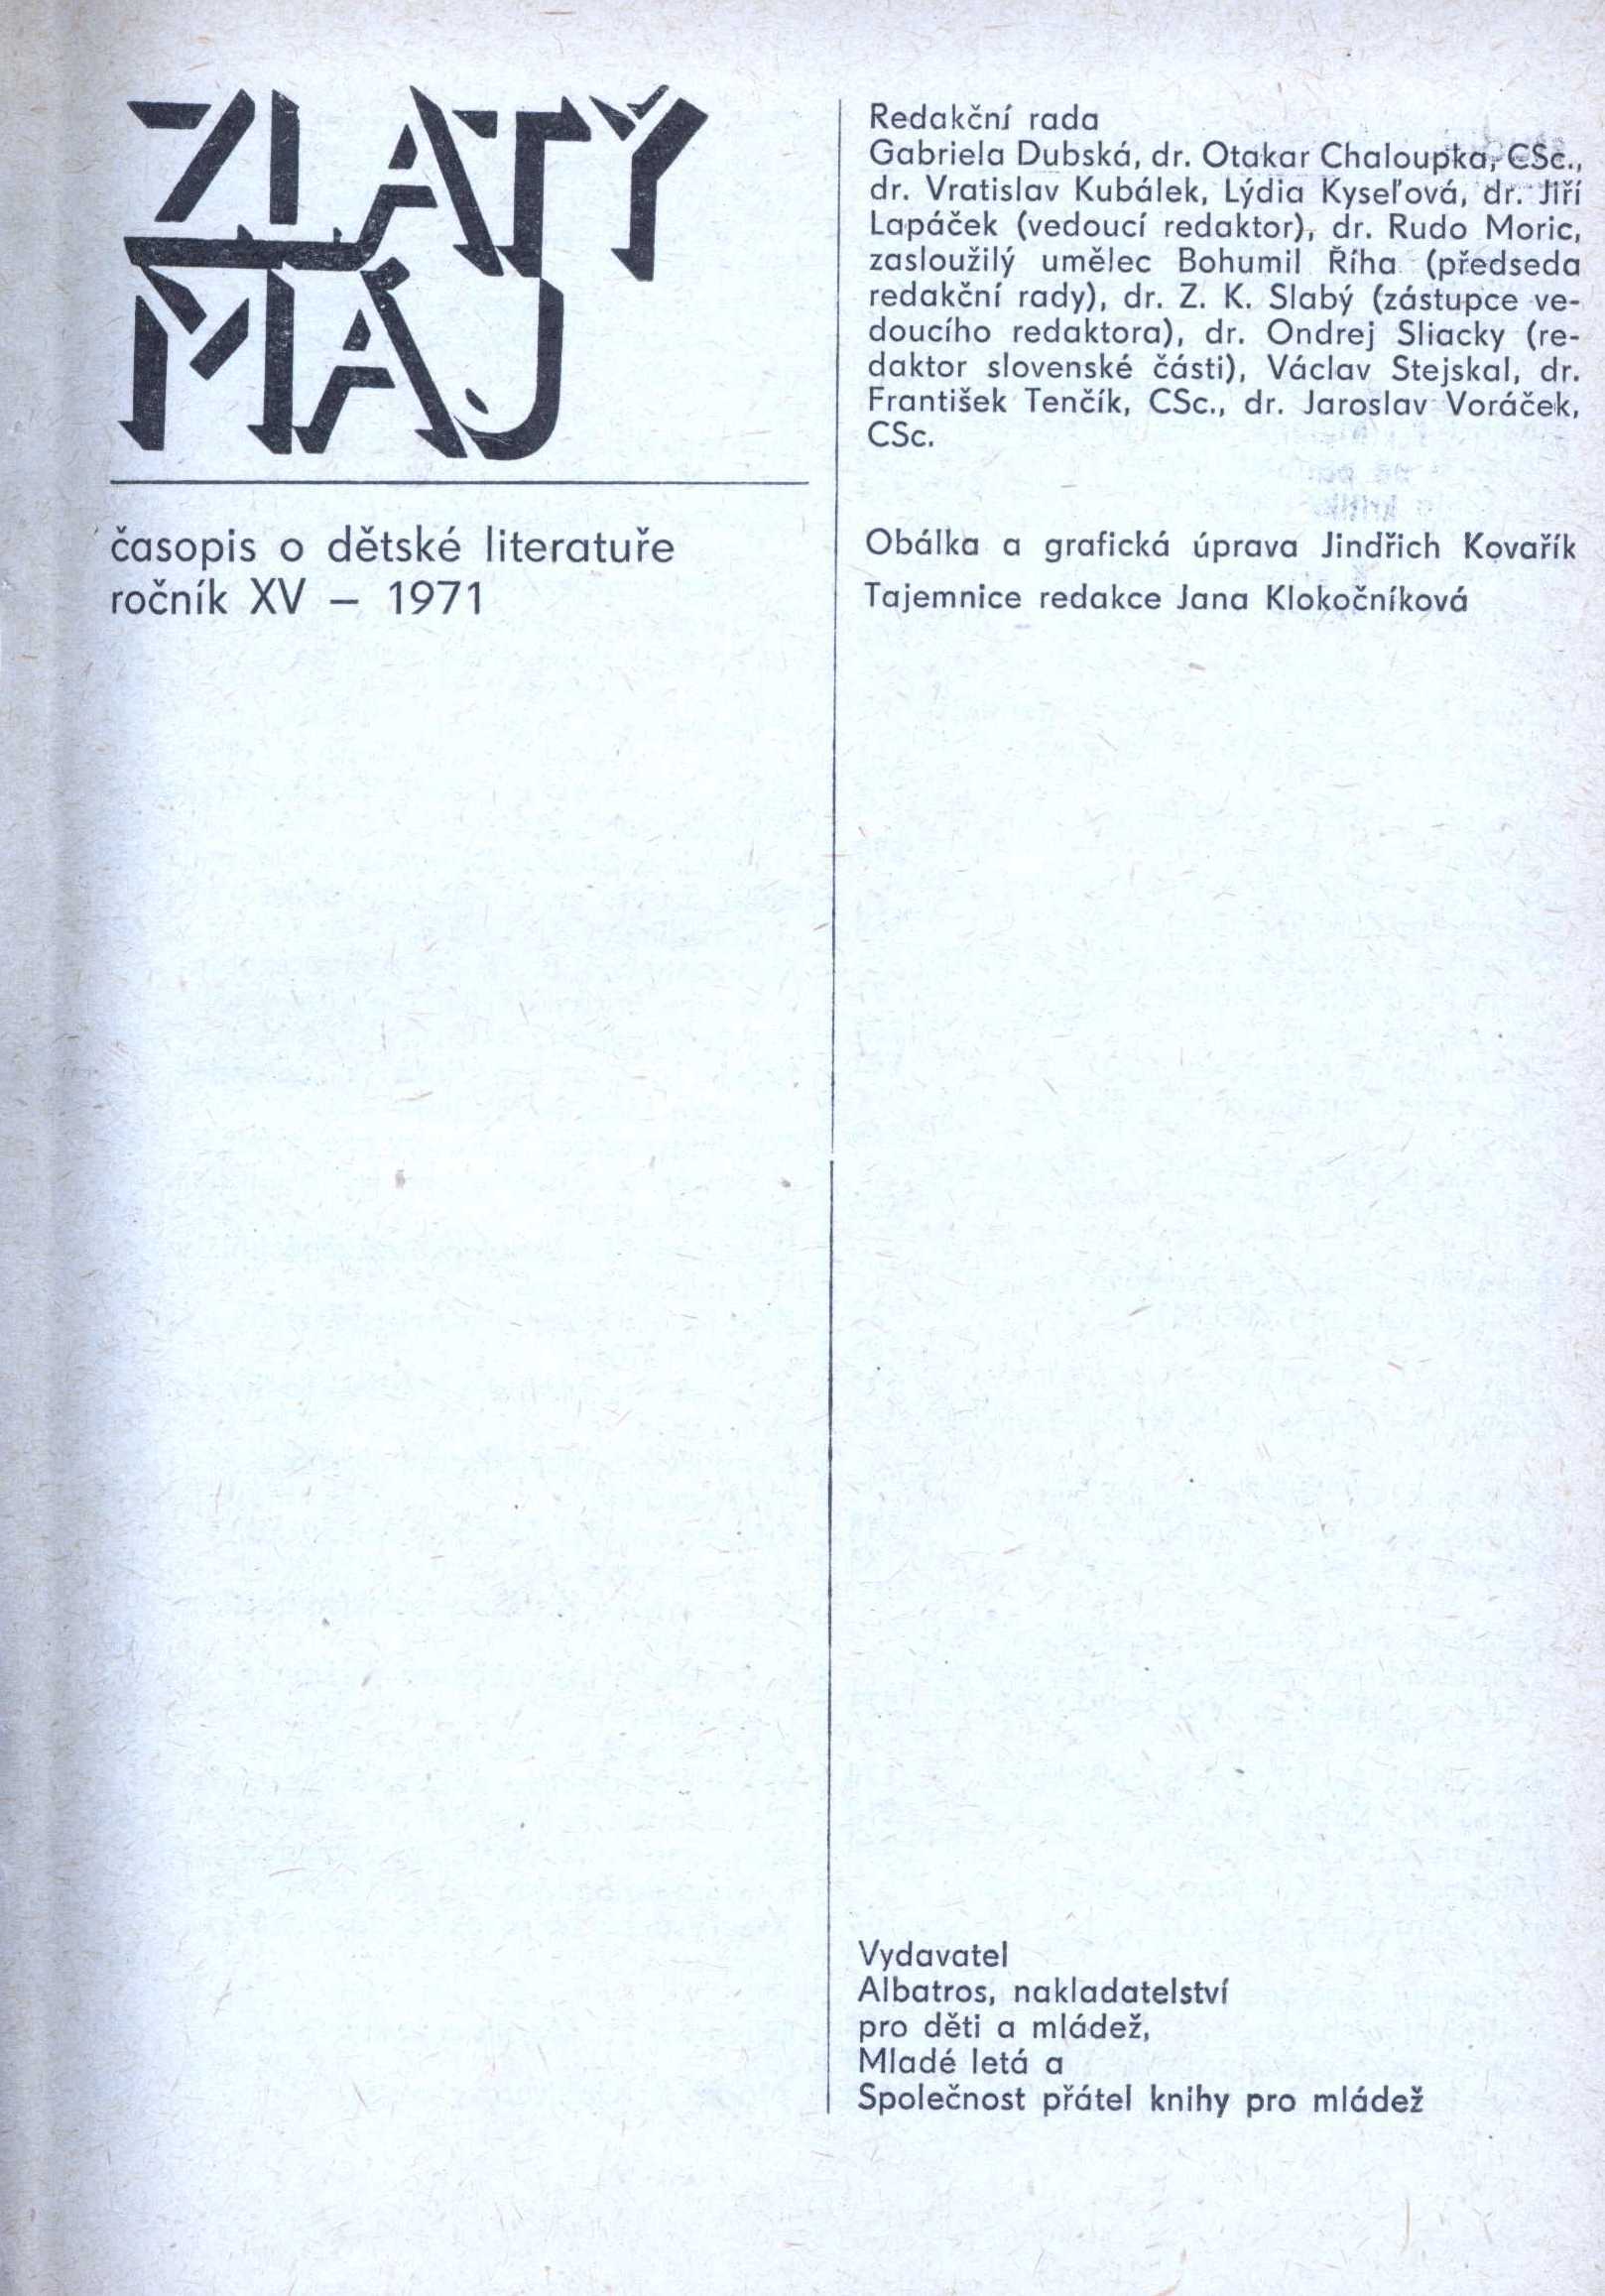 ZLATÝ
MÁJ
časopis o dětské literatuře
ročník XV – 1971
Redakční rada
Gabriela Dubská, dr. Otakar Chaloupka, CSc.,
dr. Vratislav Kubálek, Lýdia Kyseľová, dr. Jiří
Lapáček (vedoucí redaktor), dr. Rudo Moric,
zasloužilý umělec Bohumil Říha (předseda
redakční rady), dr. Z. K. Slabý (zástupce ve-
doucího redaktora), dr. Ondrej Sliacky (re-
daktor slovenské části), Václav Stejskal, dr.
František Tenčík, CSc., dr. Jaroslav Voráček,
CSc.
Obálka a grafická úprava Jindřich Kovařík
Tajemnice redakce Jana Klokočníková
Vydavatel
Albatros, nakladatelství
pro děti a mládež,
Mladé letá a
Společnost přátel knihy pro mládež